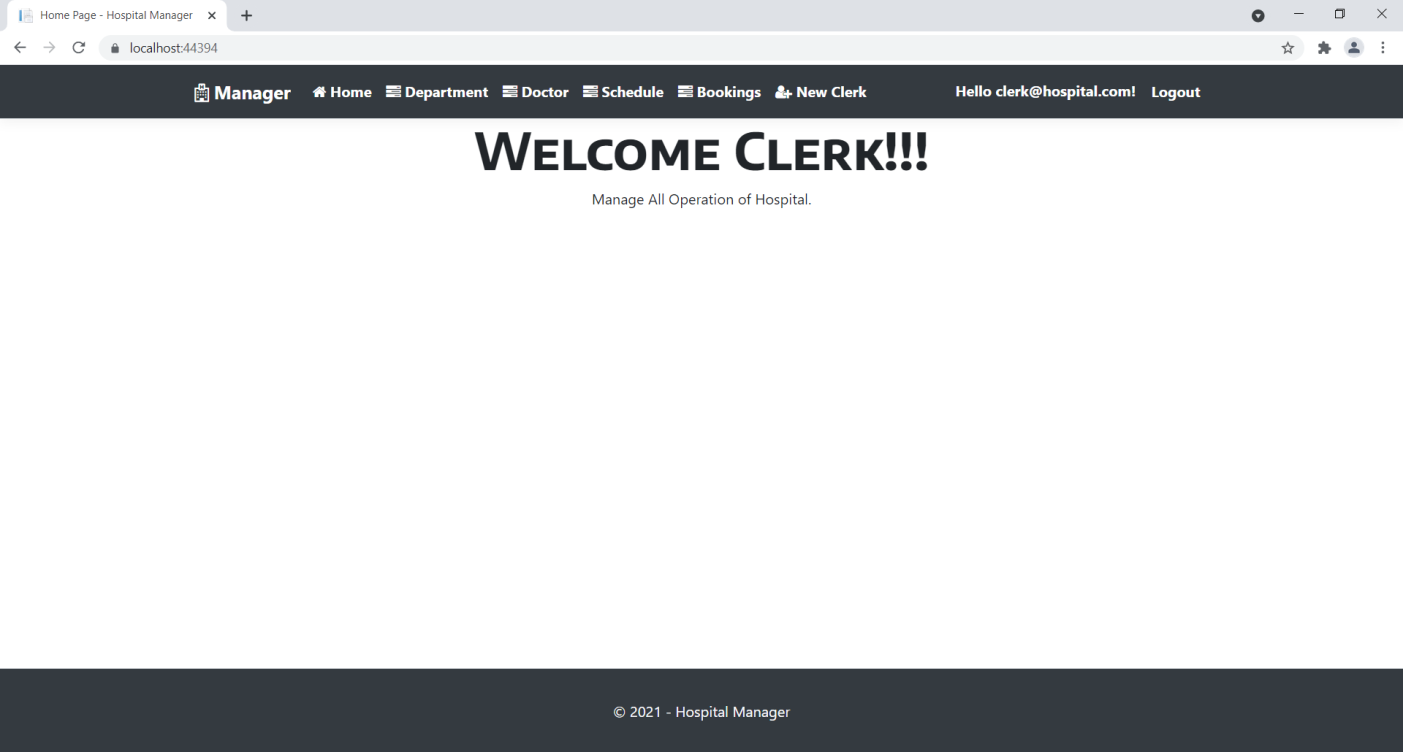 Home Page - Hospital Manager
localhost:44394
Manager Home Department Doctor Schedule Bookings New Clerk Hello clerk@hospital.com! Logout
Welcome Clerk!!!
Manage All Operation of Hospital.
© 2021 - Hospital Manager